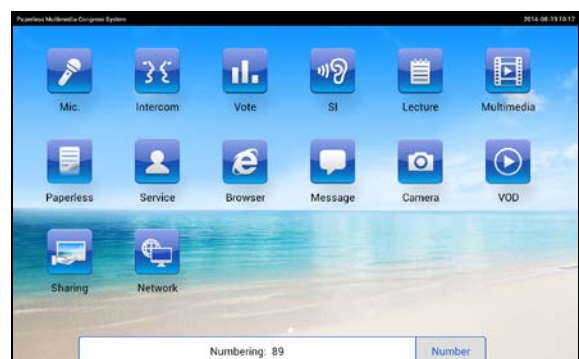 Paperless Multimedia Congress System 2014-08-19 10:17
Mic. Intercom Vote SI Lecture Multimedia
Paperless Service Browser Message Camera VOD
Sharing Network
Numbering: 89 Number